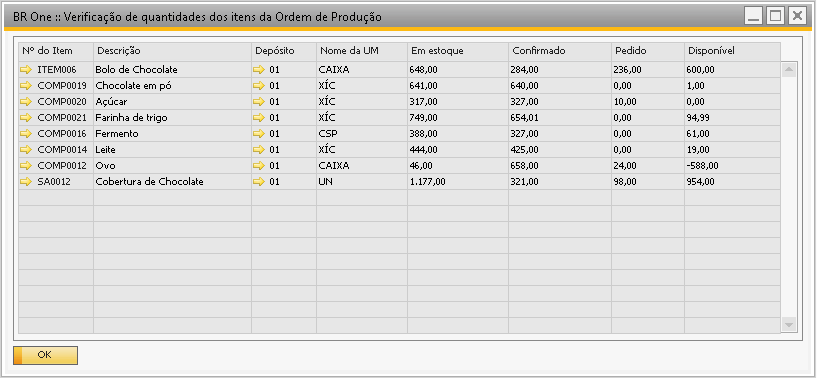 BR One :: Verificação de quantidades dos itens da Ordem de Produção
Nº do Item Descrição Depósito Nome da UM Em estoque Confirmado Pedido Disponível
ITEM006 Bolo de Chocolate 01 CAIXA 648,00 284,00 236,00 600,00
COMP0019 Chocolate em pó 01 XÍC 641,00 640,00 0,00 1,00
COMP0020 Açúcar 01 XÍC 317,00 327,00 10,00 0,00
COMP0021 Farinha de trigo 01 XÍC 749,00 654,01 0,00 94,99
COMP0016 Fermento 01 CSP 388,00 327,00 0,00 61,00
COMP0014 Leite 01 XÍC 444,00 425,00 0,00 19,00
COMP0012 Ovo 01 CAIXA 46,00 658,00 24,00 -588,00
SA0012 Cobertura de Chocolate 01 UN 1.177,00 321,00 98,00 954,00
OK